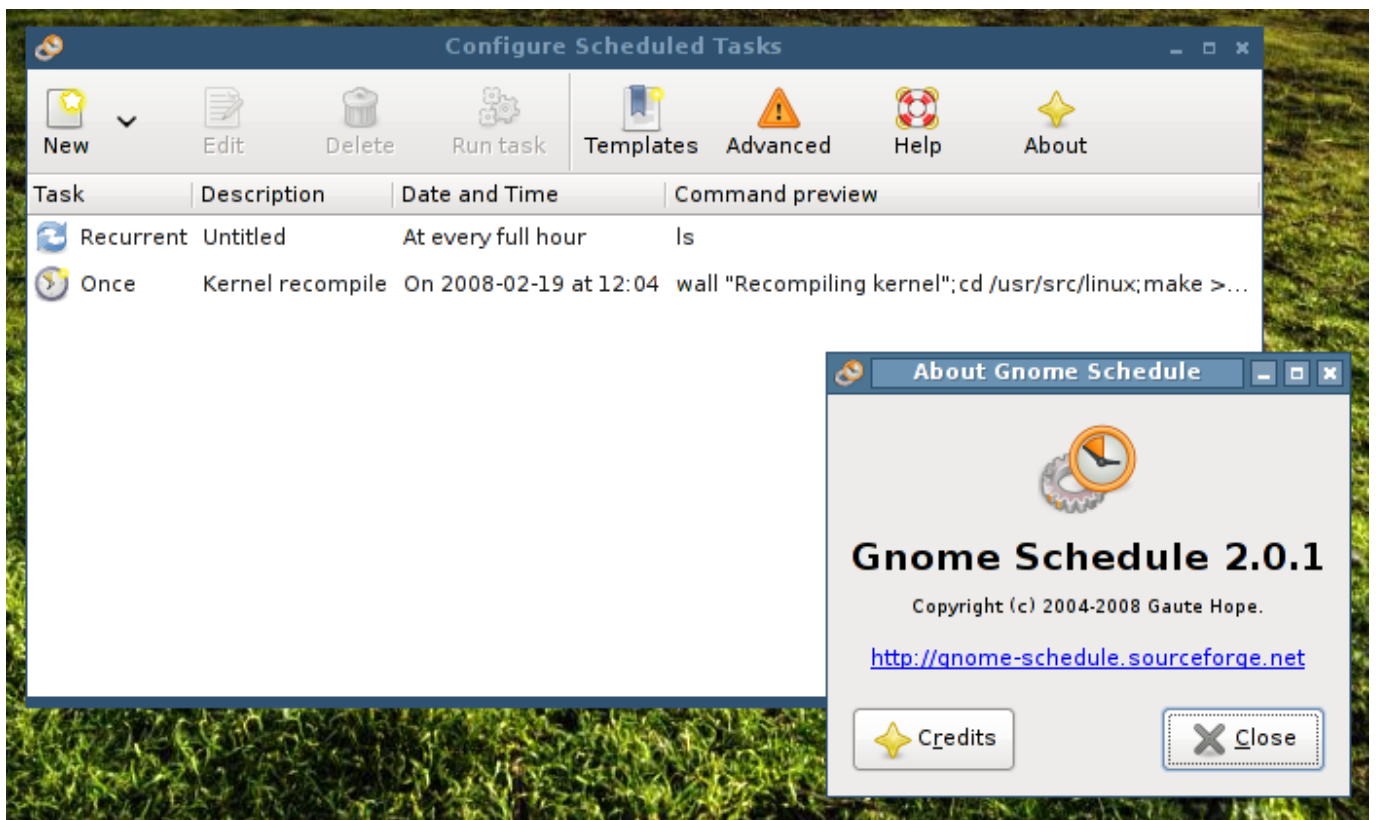 Configure Scheduled Tasks
New Edit Delete Run task Templates Advanced Help About
Task Description Date and Time Command preview
Recurrent Untitled At every full hour ls
Once Kernel recompile On 2008-02-19 at 12:04 wall "Recompiling kernel";cd /usr/src/linux;make >...
About Gnome Schedule
Gnome Schedule 2.0.1
Copyright (c) 2004-2008 Gaute Hope.
http://gnome-schedule.sourceforge.net
Credits Close